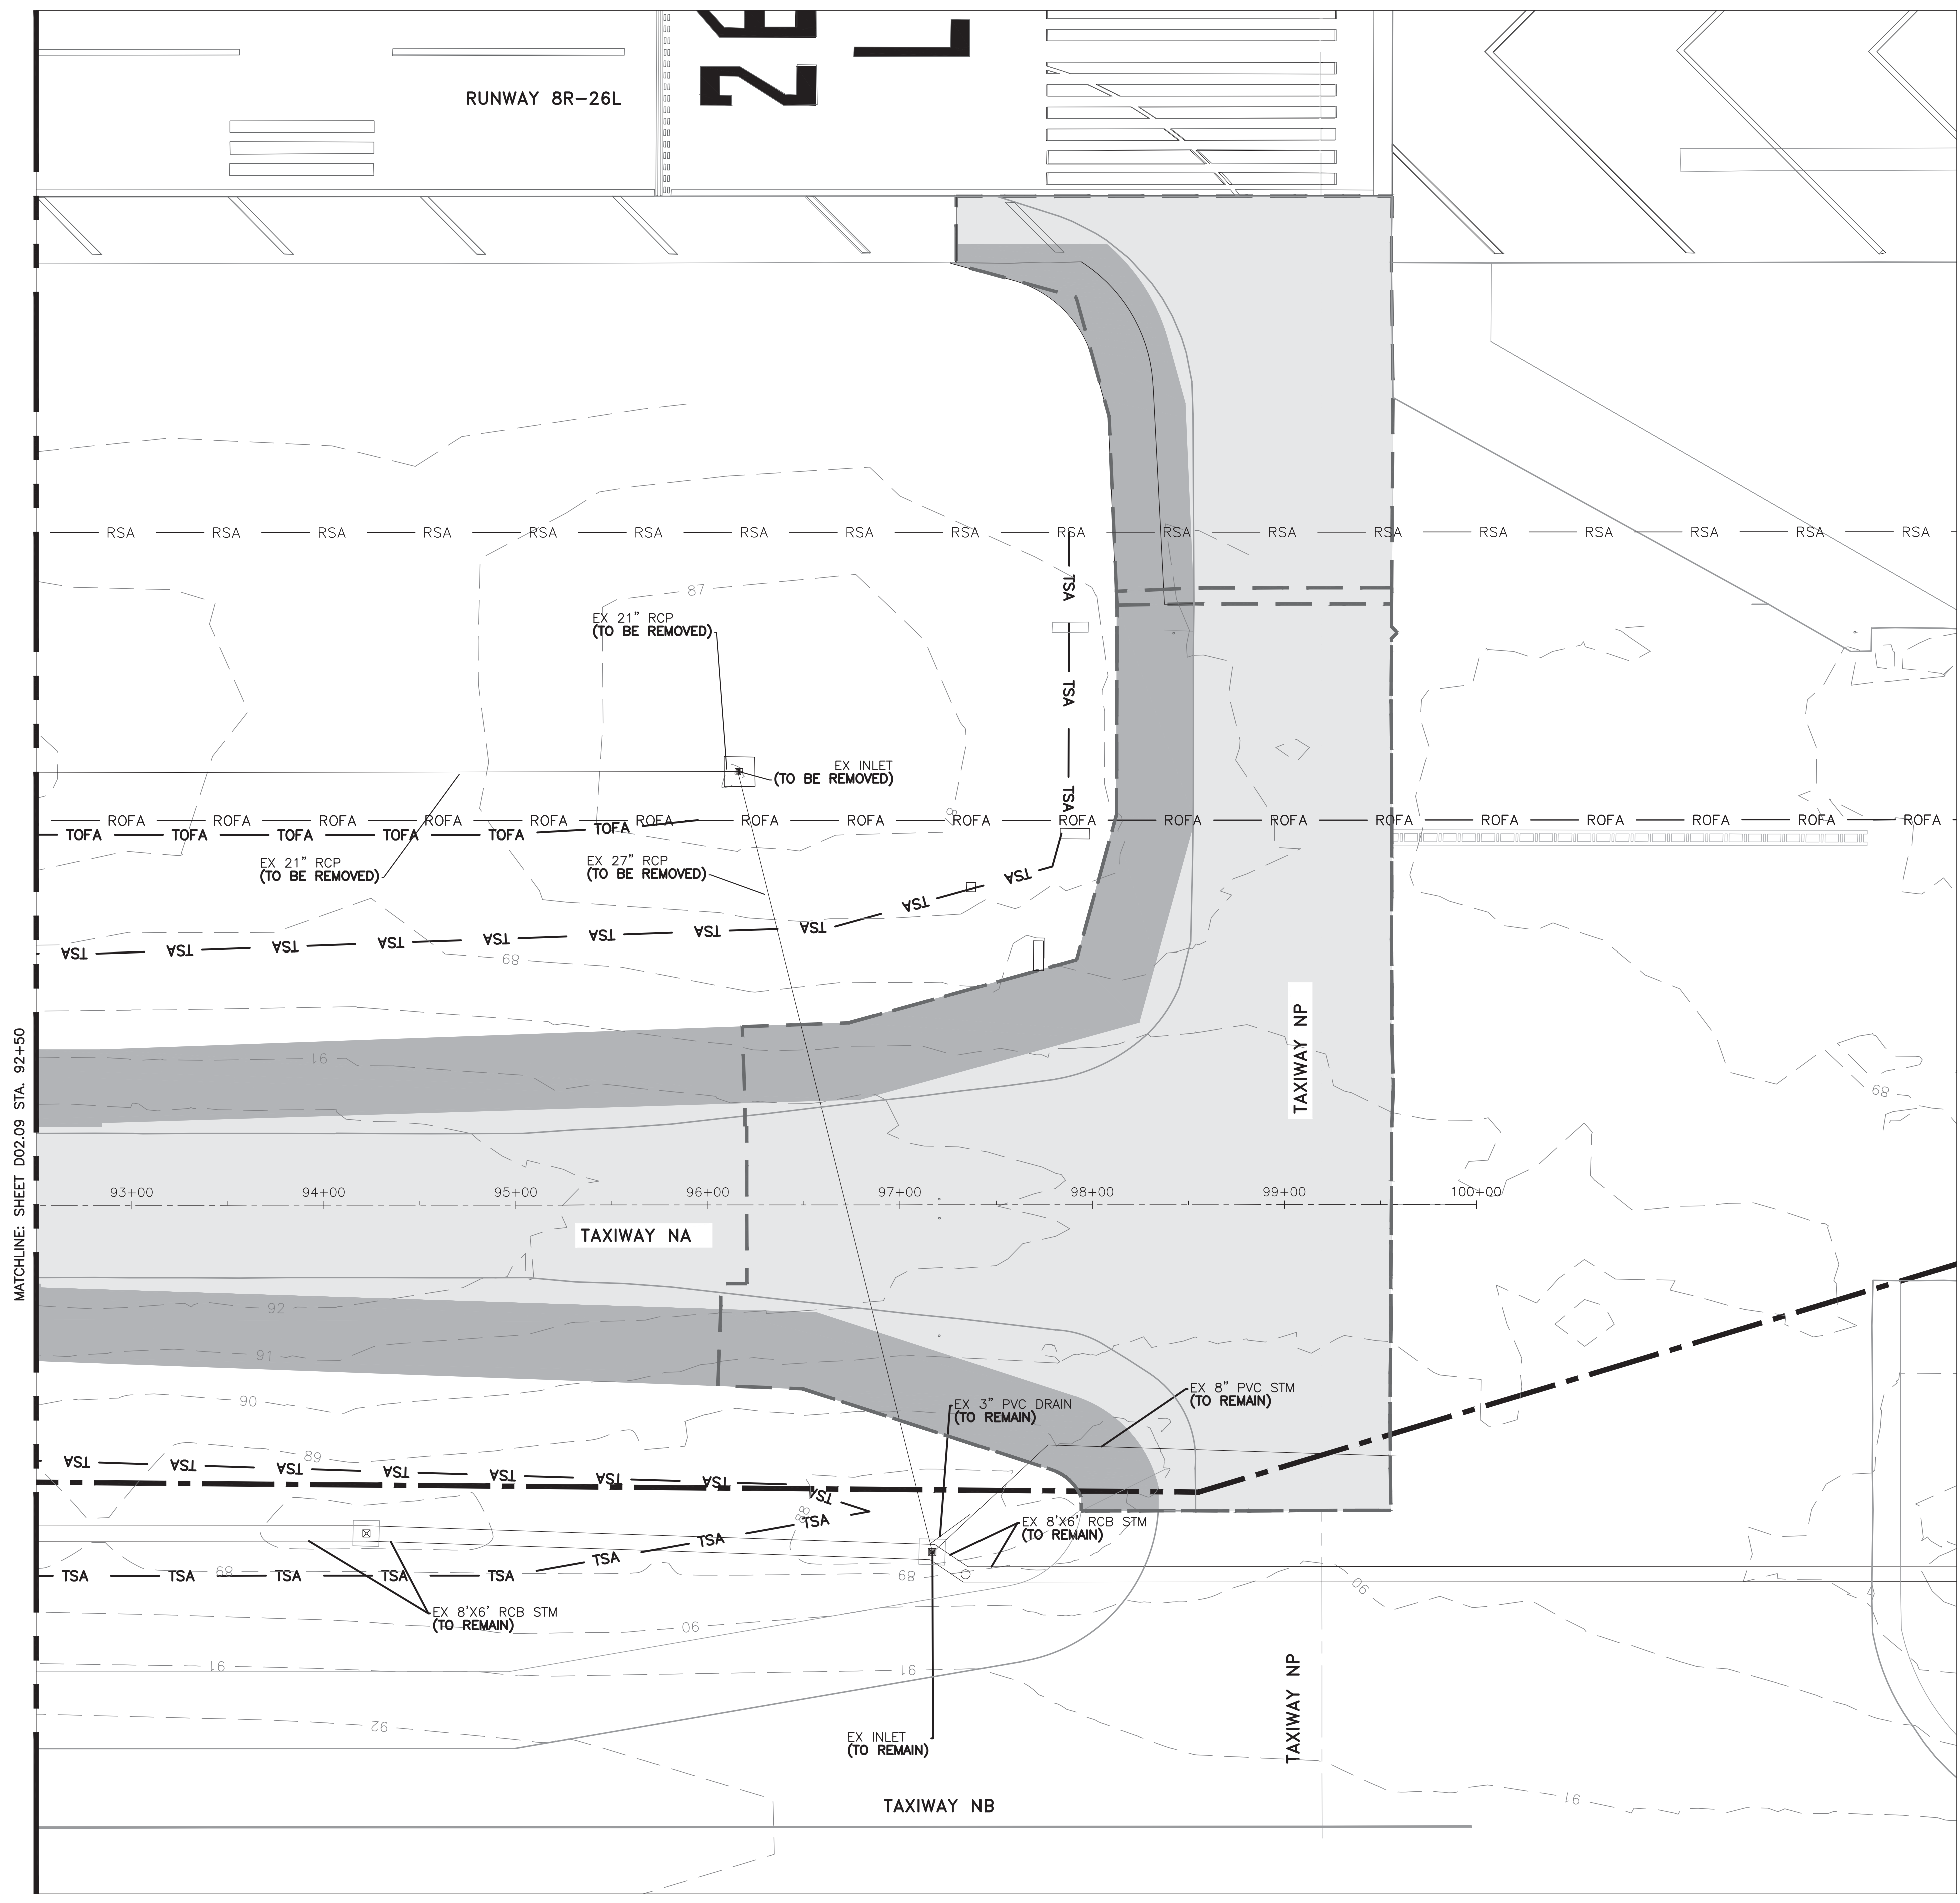 2
L
RUNWAY 8R-26L
RSA RSA RSA RSA RSA RSA RSA RSA RSA RSA RSA RSA RSA RSA RSA RSA RSA RSA
87
TSA
EX 21" RCP
(TO BE REMOVED)
TSA
EX INLET
(TO BE REMOVED)
TSA
ROFA ROFA ROFA ROFA ROFA ROFA ROFA ROFA ROFA ROFA ROFA ROFA ROFA ROFA ROFA ROFA ROFA ROFA
TOFA TOFA TOFA TOFA TOFA TOFA
EX 21" RCP
(TO BE REMOVED)
EX 27" RCP
(TO BE REMOVED)
TSA TSA TSA TSA TSA TSA TSA TSA TSA TSA
89
91
TAXIWAY NP
89
MATCHLINE: SHEET D02.09 STA. 92+50
93+00 94+00 95+00 96+00 97+00 98+00 99+00 100+00
TAXIWAY NA
92
91
90
EX 8" PVC STM
(TO REMAIN)
EX 3" PVC DRAIN
(TO REMAIN)
89
TSA TSA TSA TSA TSA TSA TSA TSA
88
EX 8'X6' RCB STM
(TO REMAIN)
TSA TSA TSA TSA TSA TSA TSA TSA
89
89
90
EX 8'X6' RCB STM
(TO REMAIN)
90
91
91
92
EX INLET
(TO REMAIN)
TAXIWAY NP
91
TAXIWAY NB